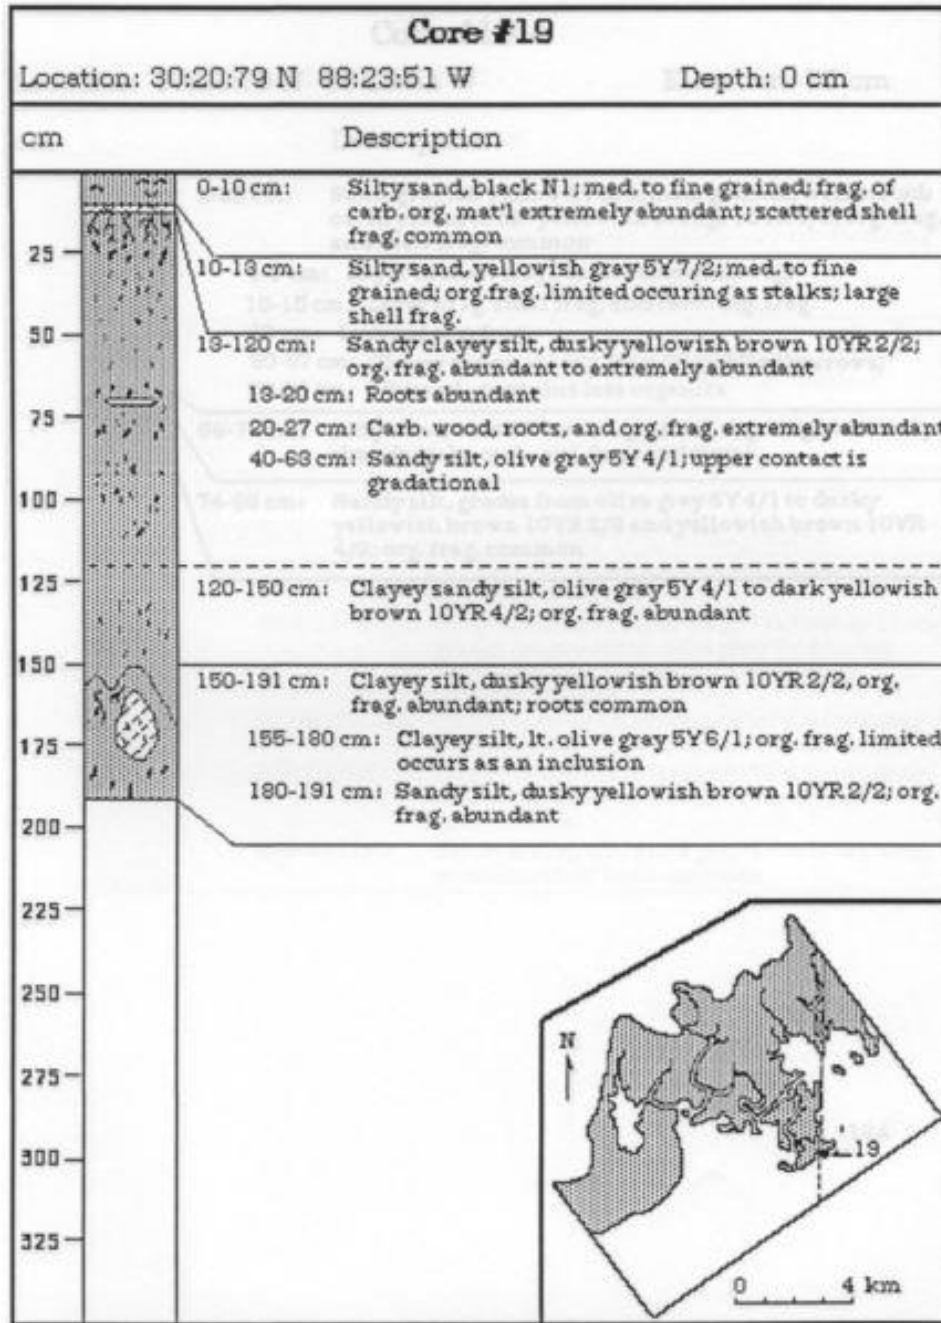 Core #19
Location: 30:20:79 N 88:23:51 W Depth: 0 cm
cm Description
0-10 cm: Silty sand, black N1; med. to fine grained; frag. of
carb. org. mat'l extremely abundant; scattered shell
frag. common
10-13 cm: Silty sand, yellowish gray 5Y 7/2; med. to fine
grained; org. frag. limited occuring as stalks; large
shell frag.
13-120 cm: Sandy clayey silt, dusky yellowish brown 10YR 2/2;
org. frag. abundant to extremely abundant
13-20 cm: Roots abundant
20-27 cm: Carb. wood, roots, and org. frag. extremely abundant
40-63 cm: Sandy silt, olive gray 5Y 4/1; upper contact is
gradational
120-150 cm: Clayey sandy silt, olive gray 5Y 4/1 to dark yellowish
brown 10YR 4/2; org. frag. abundant
150-191 cm: Clayey silt, dusky yellowish brown 10YR 2/2, org.
frag. abundant; roots common
155-180 cm: Clayey silt, lt. olive gray 5Y 6/1; org. frag. limited
occurs as an inclusion
180-191 cm: Sandy silt, dusky yellowish brown 10YR 2/2; org.
frag. abundant
25
50
75
100
125
150
175
200
225
250
275
300
325
N
19
0 4 km